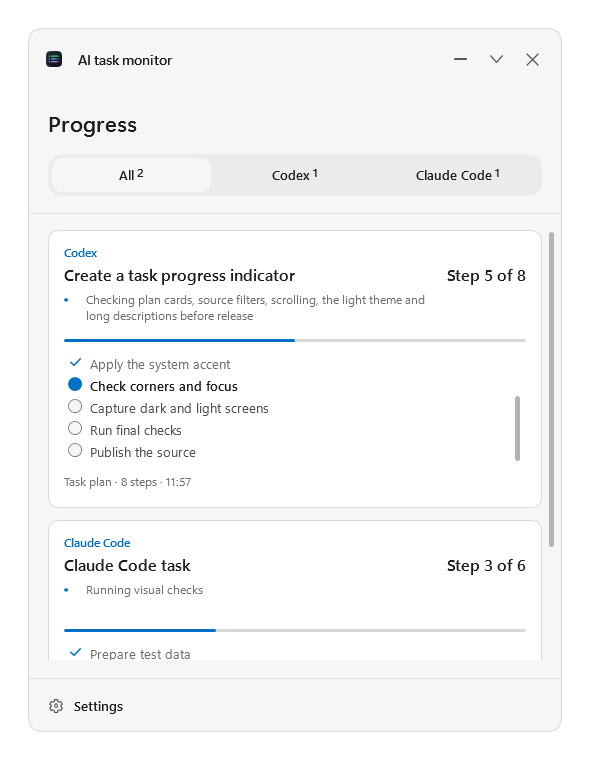 AI task monitor
Progress
All 2
Codex 1
Claude Code 1
Codex
Create a task progress indicator
Step 5 of 8
Checking plan cards, source filters, scrolling, the light theme and
long descriptions before release
Apply the system accent
Check corners and focus
Capture dark and light screens
Run final checks
Publish the source
Task plan · 8 steps · 11:57
Claude Code
Claude Code task
Step 3 of 6
Running visual checks
Prepare test data
Settings